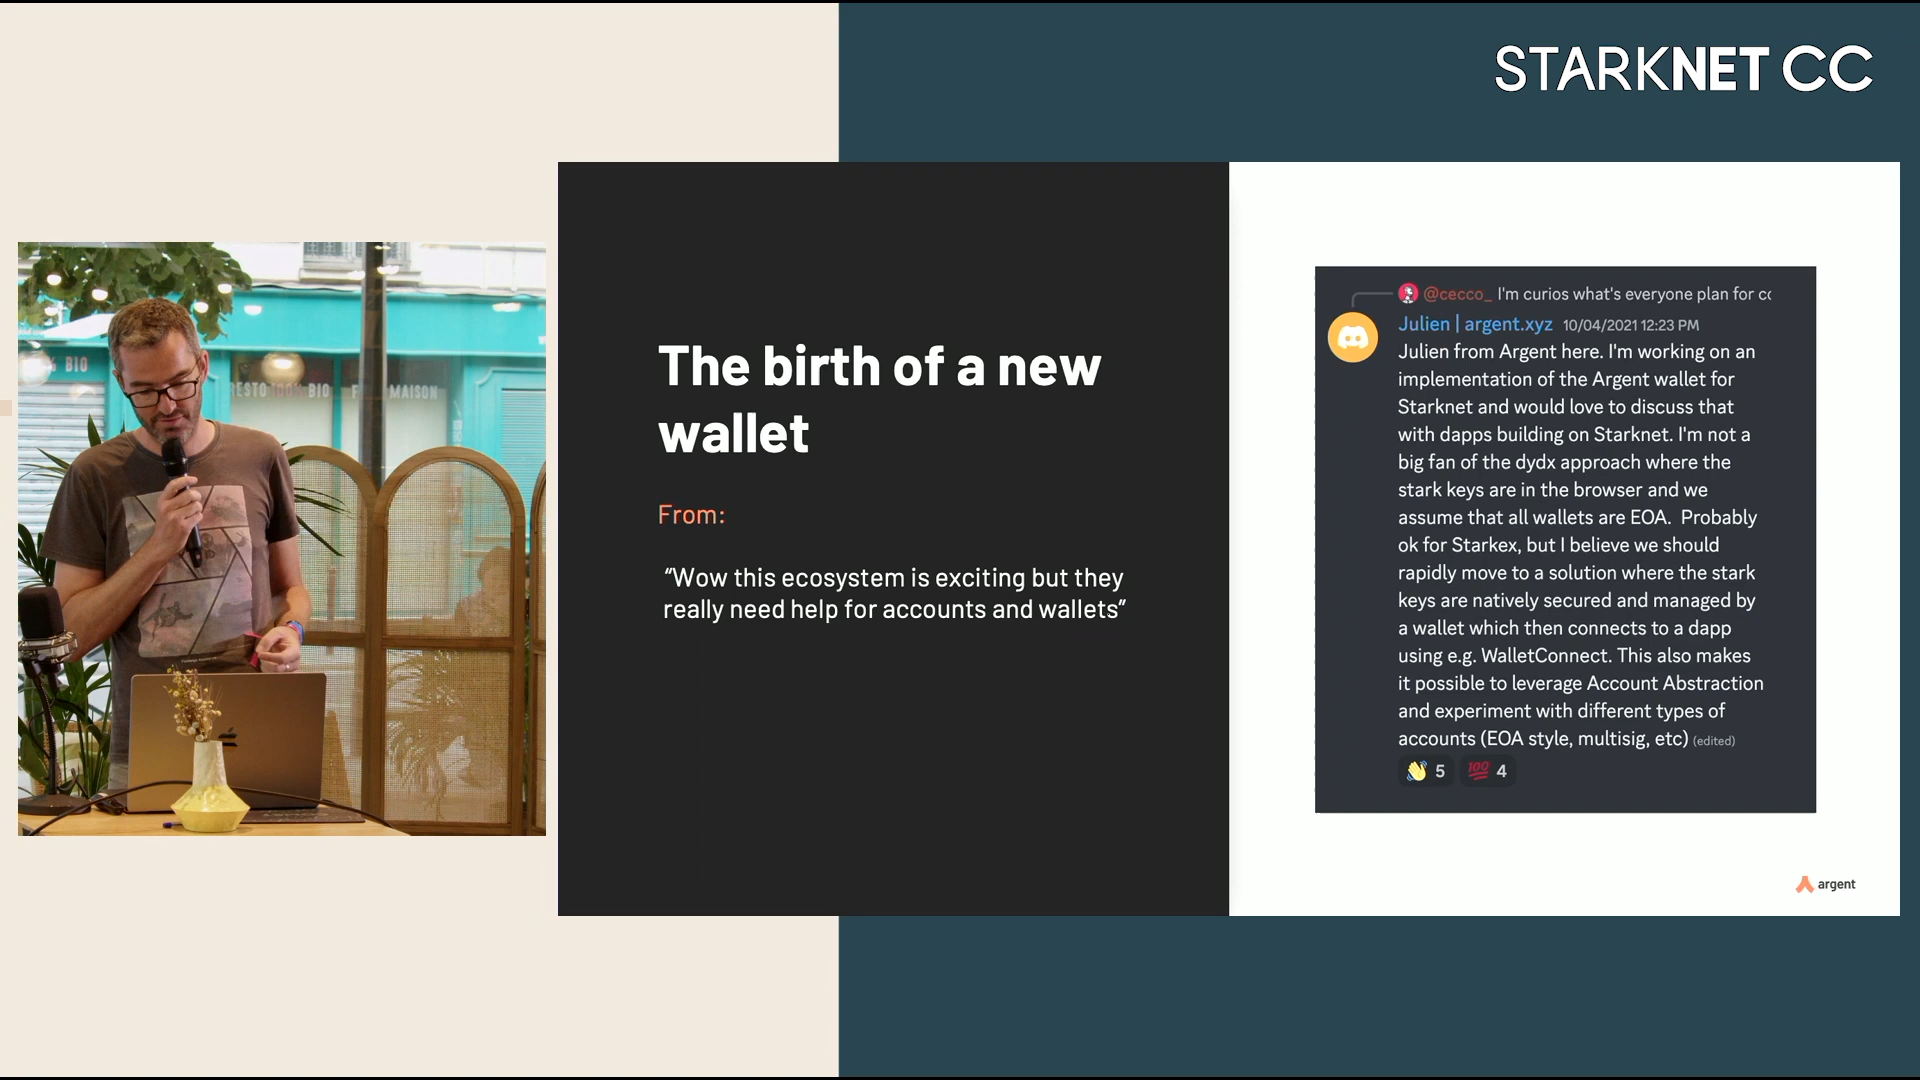 STARKNET CC
BIO
RESTO 100% BIO
MAISON
The birth of a new
wallet
From:
“Wow this ecosystem is exciting but they
really need help for accounts and wallets”
@cecco_ I'm curios what's everyone plan for cc
Julien | argent.xyz 10/04/2021 12:23 PM
Julien from Argent here. I'm working on an
implementation of the Argent wallet for
Starknet and would love to discuss that
with dapps building on Starknet. I'm not a
big fan of the dydx approach where the
stark keys are in the browser and we
assume that all wallets are EOA.  Probably
ok for Starkex, but I believe we should
rapidly move to a solution where the stark
keys are natively secured and managed by
a wallet which then connects to a dapp
using e.g. WalletConnect. This also makes
it possible to leverage Account Abstraction
and experiment with different types of
accounts (EOA style, multisig, etc) (edited)
👋 5 💯 4
argent